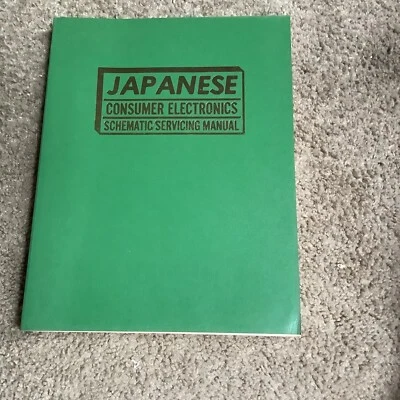 JAPANESE
CONSUMER ELECTRONICS
SCHEMATIC SERVICING MANUAL